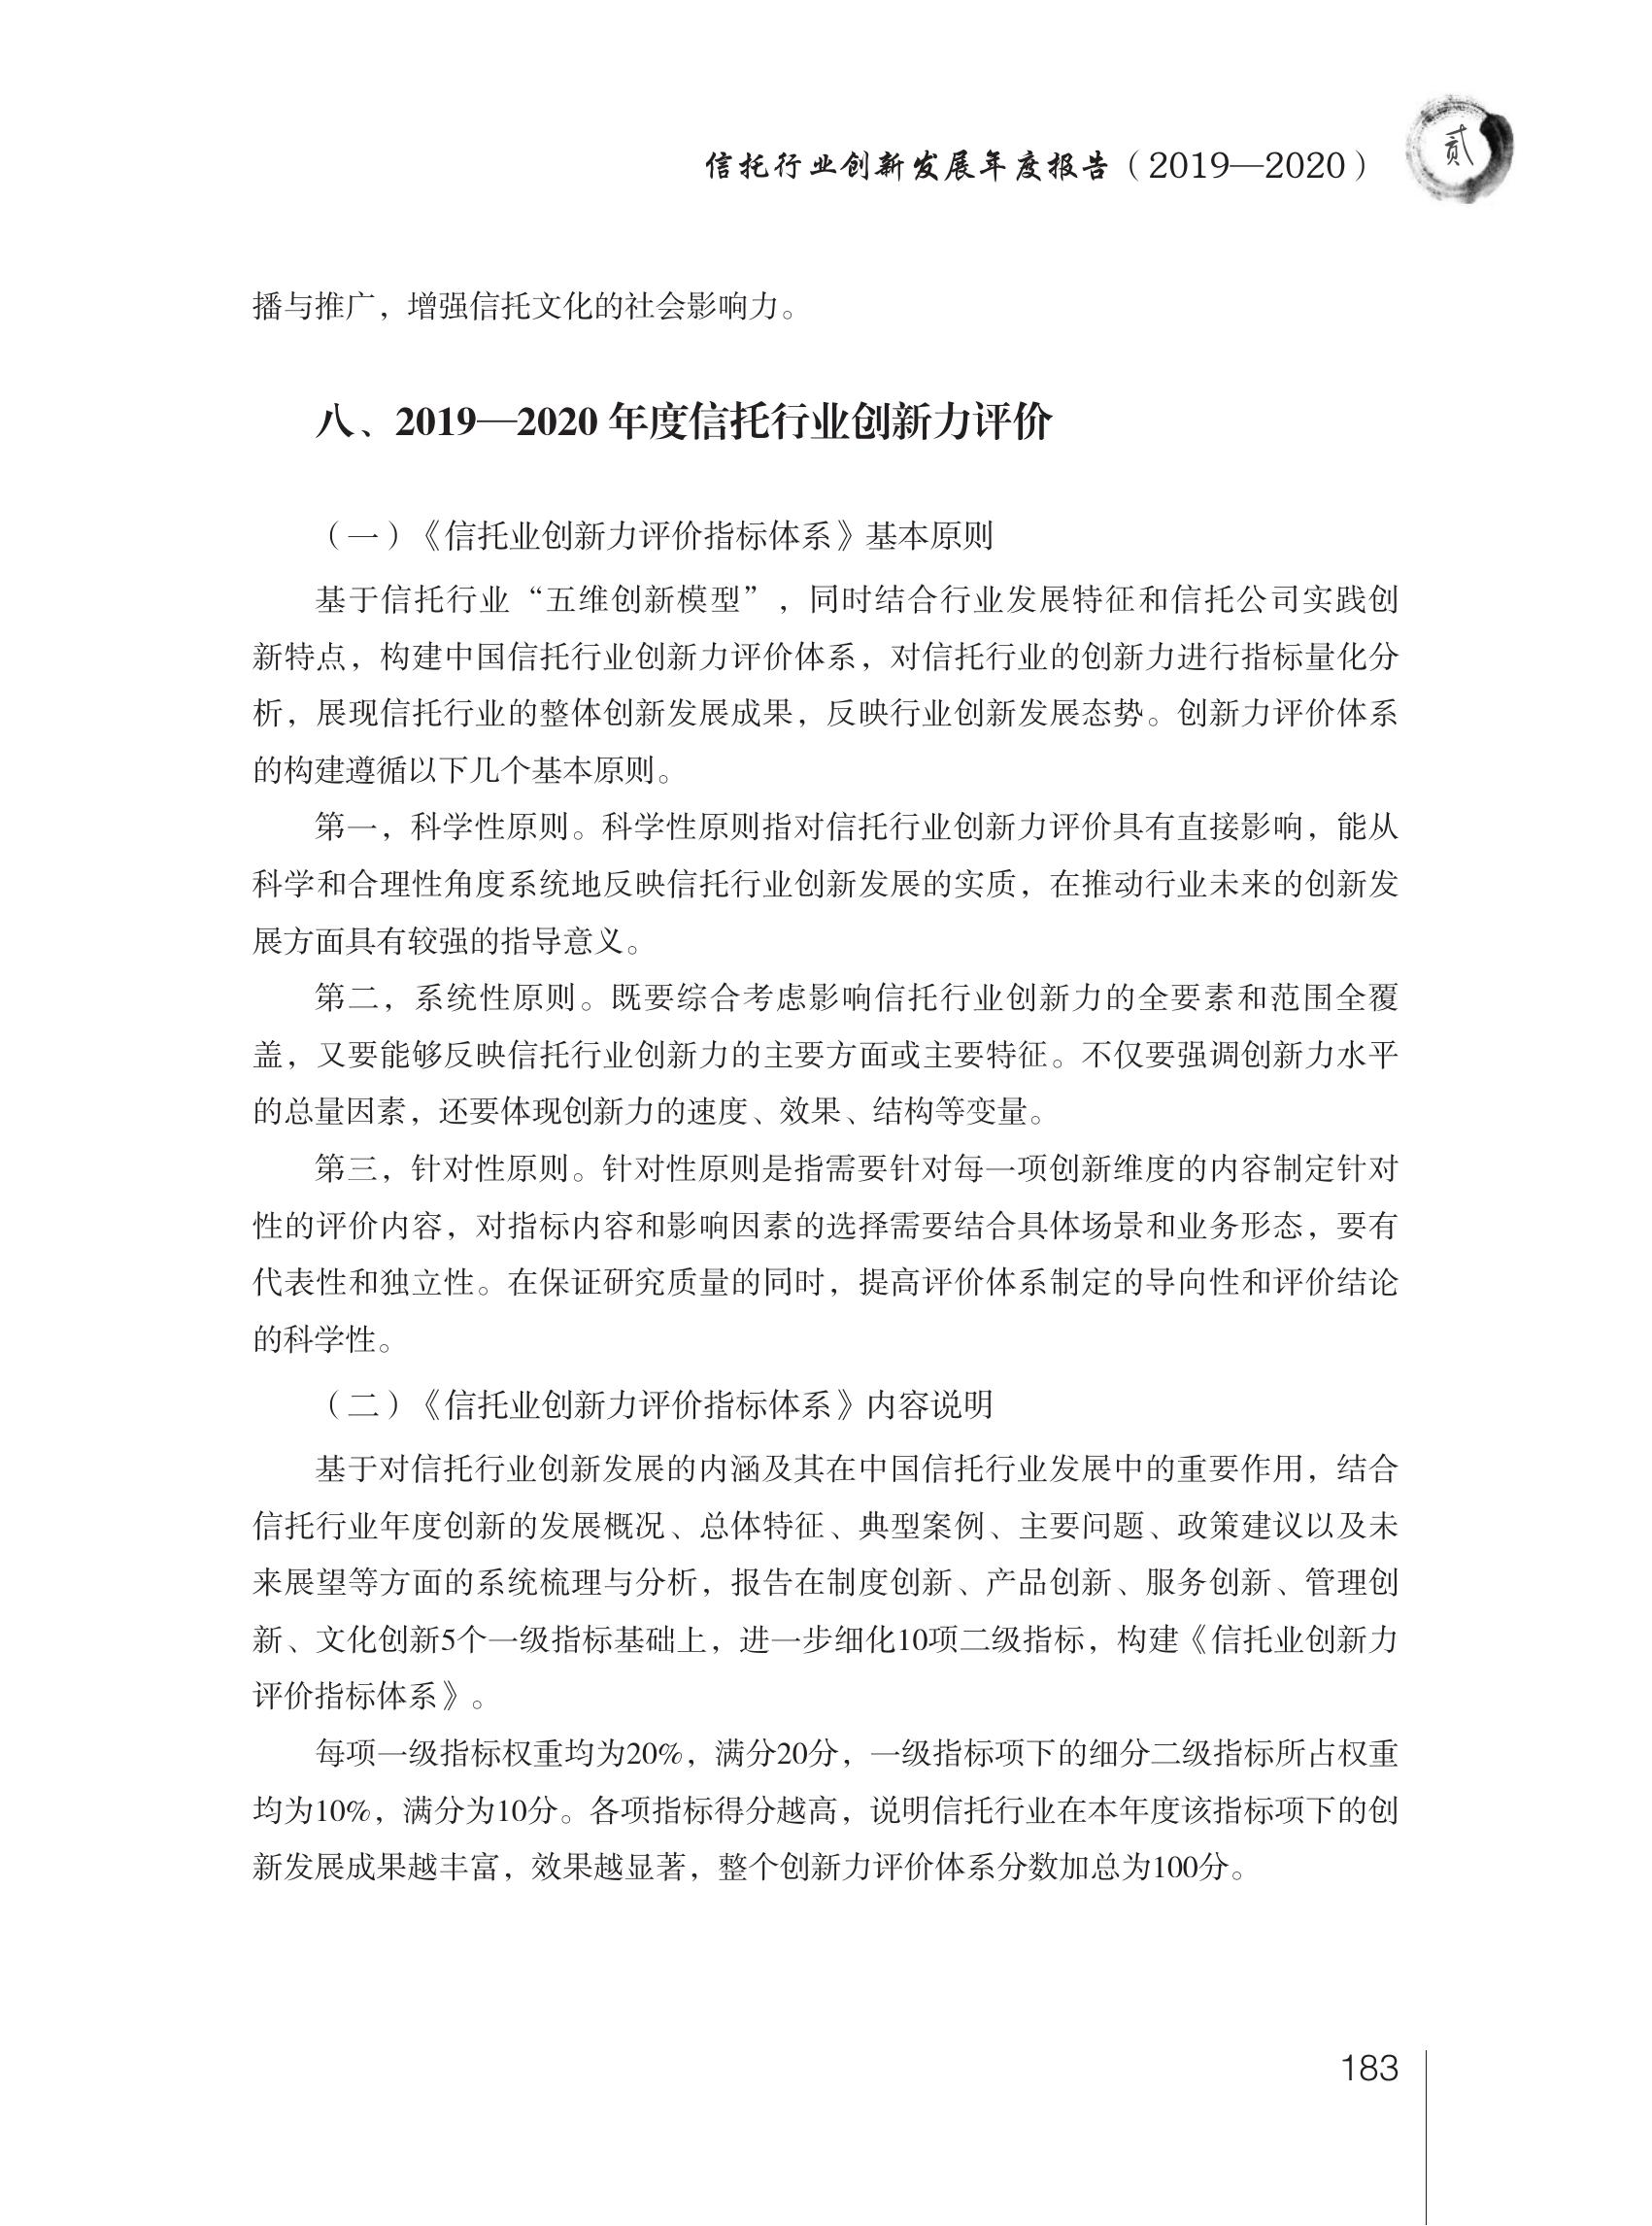 信托行业创新发展年度报告（2019—2020）
贰
播与推广，增强信托文化的社会影响力。
八、2019—2020 年度信托行业创新力评价
（一）《信托业创新力评价指标体系》基本原则
基于信托行业“五维创新模型”，同时结合行业发展特征和信托公司实践创
新特点，构建中国信托行业创新力评价体系，对信托行业的创新力进行指标量化分
析，展现信托行业的整体创新发展成果，反映行业创新发展态势。创新力评价体系
的构建遵循以下几个基本原则。
第一，科学性原则。科学性原则指对信托行业创新力评价具有直接影响，能从
科学和合理性角度系统地反映信托行业创新发展的实质，在推动行业未来的创新发
展方面具有较强的指导意义。
第二，系统性原则。既要综合考虑影响信托行业创新力的全要素和范围全覆
盖，又要能够反映信托行业创新力的主要方面或主要特征。不仅要强调创新力水平
的总量因素，还要体现创新力的速度、效果、结构等变量。
第三，针对性原则。针对性原则是指需要针对每一项创新维度的内容制定针对
性的评价内容，对指标内容和影响因素的选择需要结合具体场景和业务形态，要有
代表性和独立性。在保证研究质量的同时，提高评价体系制定的导向性和评价结论
的科学性。
（二）《信托业创新力评价指标体系》内容说明
基于对信托行业创新发展的内涵及其在中国信托行业发展中的重要作用，结合
信托行业年度创新的发展概况、总体特征、典型案例、主要问题、政策建议以及未
来展望等方面的系统梳理与分析，报告在制度创新、产品创新、服务创新、管理创
新、文化创新5个一级指标基础上，进一步细化10项二级指标，构建《信托业创新力
评价指标体系》。
每项一级指标权重均为20%，满分20分，一级指标项下的细分二级指标所占权重
均为10%，满分为10分。各项指标得分越高，说明信托行业在本年度该指标项下的创
新发展成果越丰富，效果越显著，整个创新力评价体系分数加总为100分。
183